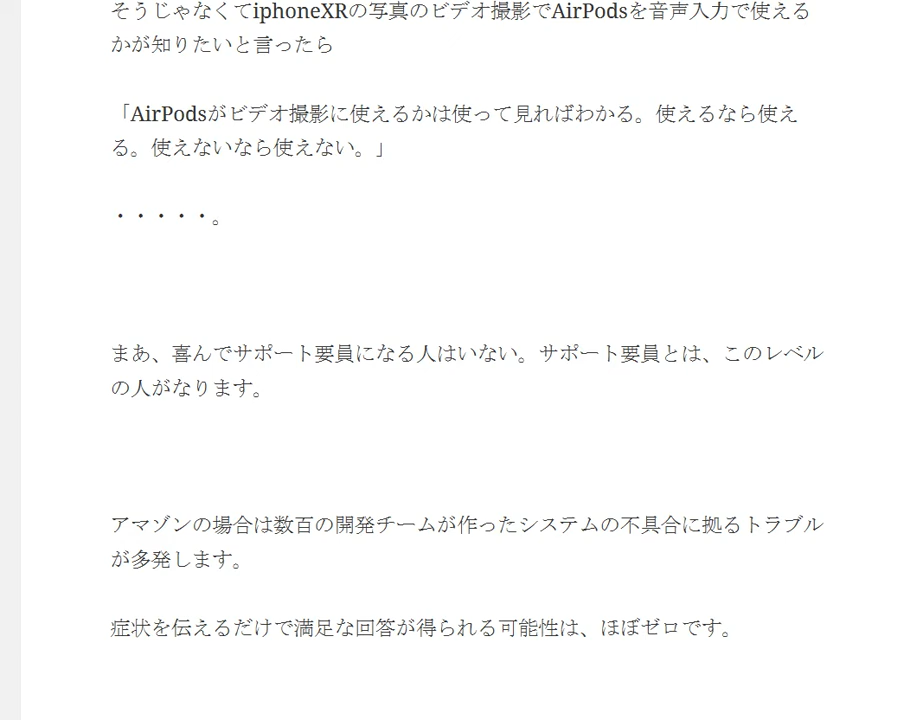 そうじゃなくてiphoneXRの写真のビデオ撮影でAirPodsを音声入力で使える
かが知りたいと言ったら
「AirPodsがビデオ撮影に使えるかは使って見ればわかる。使えるなら使え
る。使えないなら使えない。」
・・・・・。
まあ、喜んでサポート要員になる人はいない。サポート要員とは、このレベル
の人がなります。
アマゾンの場合は数百の開発チームが作ったシステムの不具合に拠るトラブル
が多発します。
症状を伝えるだけで満足な回答が得られる可能性は、ほぼゼロです。